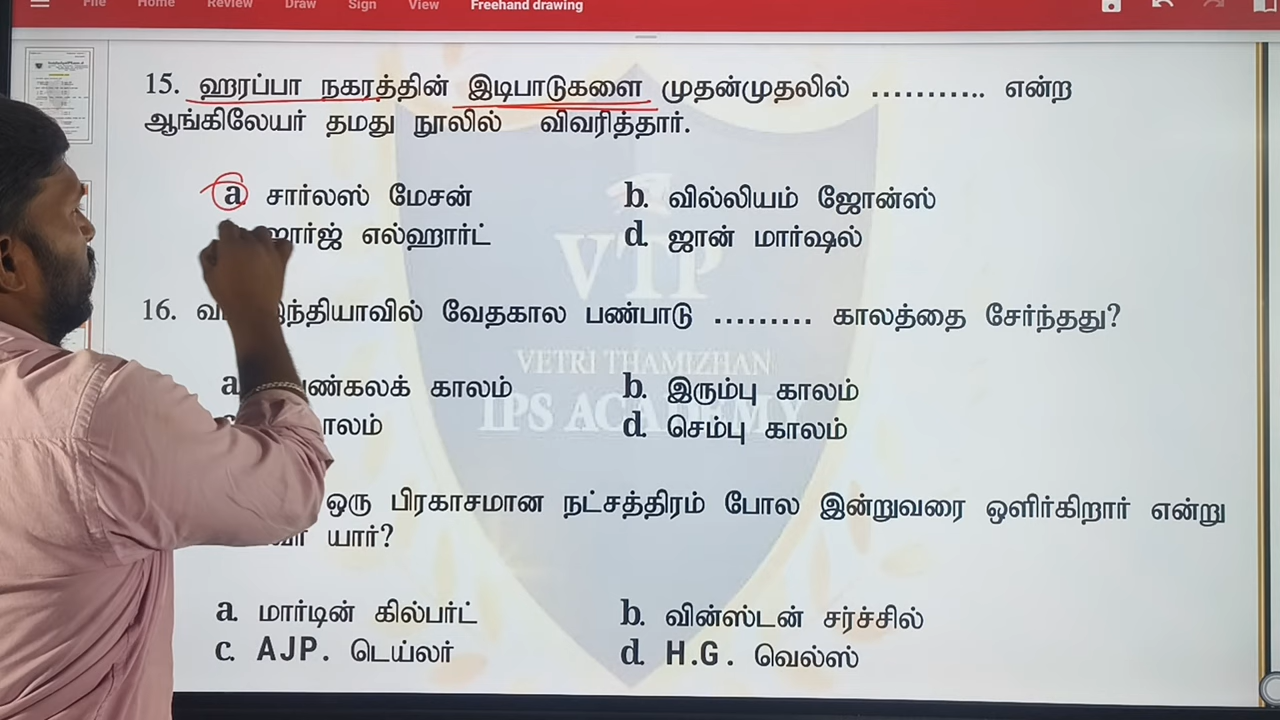 File Home Review Draw Sign View Freehand drawing
15. ஹரப்பா நகரத்தின் இடிபாடுகளை முதன்முதலில் ........... என்ற
ஆங்கிலேயர் தமது நூலில் விவரித்தார்.
a சார்லஸ் மேசன் b. வில்லியம் ஜோன்ஸ்
ஜார்ஜ் எல்ஹார்ட் d. ஜான் மார்ஷல்
16. இந்தியாவில் வேதகால பண்பாடு ......... காலத்தை சேர்ந்தது?
a காலம் b. இரும்பு காலம்
d. செம்பு காலம்
ஒரு பிரகாசமான நட்சத்திரம் போல இன்றுவரை ஒளிர்கிறார் என்று
யார்?
a. மார்டின் கில்பர்ட் b. வின்ஸ்டன் சர்ச்சில்
c. AJP. டெய்லர் d. H.G. வெல்ஸ்
VTP
VETRI THAMIZHAN
IPS ACADEMY